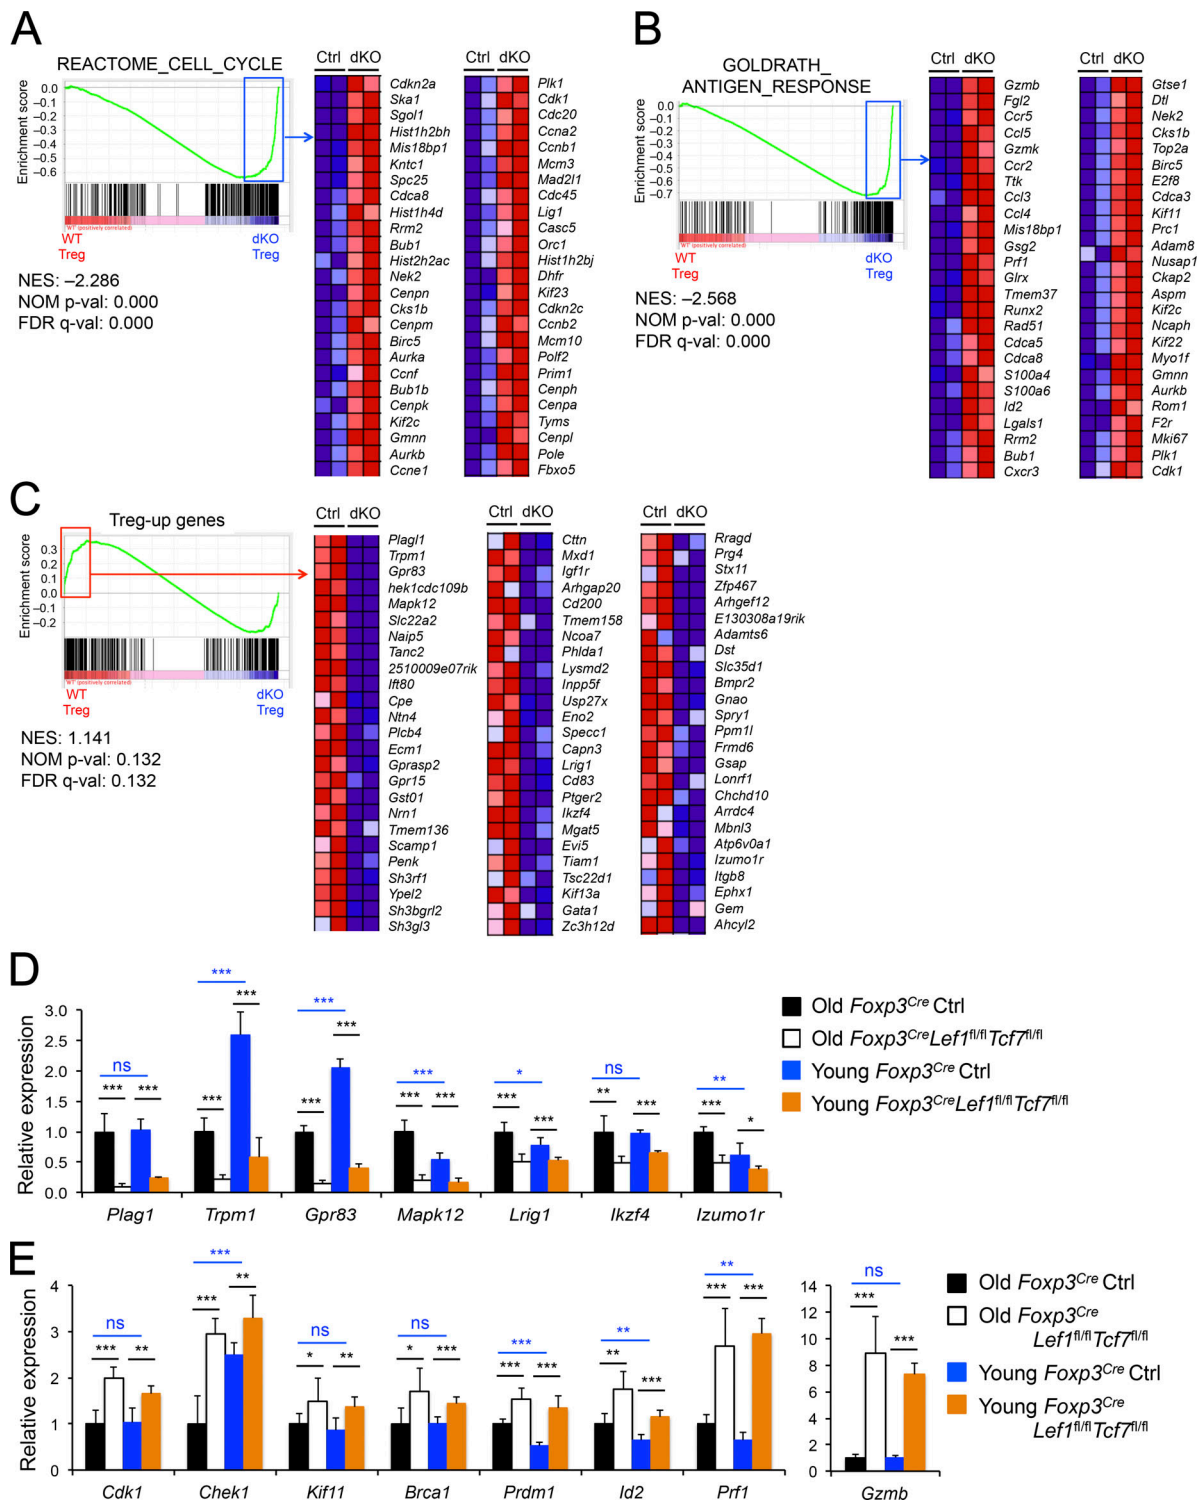 A
REACTOME_CELL_CYCLE
Enrichment score
0.0
−0.1
−0.2
−0.3
−0.4
−0.5
−0.6
WT
Treg
dKO
Treg
NES: −2.286
NOM p-val: 0.000
FDR q-val: 0.000
Ctrl dKO
Cdkn2a
Ska1
Sgol1
Hist1h2bh
Mis18bp1
Kntc1
Spc25
Cdca8
Hist1h4d
Rrm2
Bub1
Hist2h2ac
Nek2
Cenpn
Cks1b
Cenpm
Birc5
Aurka
Ccnf
Bub1b
Cenpk
Kif2c
Gmnn
Aurkb
Ccne1
Ctrl dKO
Plk1
Cdk1
Cdc20
Ccna2
Ccnb1
Mcm3
Mad2l1
Cdc45
Lig1
Casc5
Orc1
Hist1h2bj
Dhfr
Kif23
Cdkn2c
Ccnb2
Mcm10
Polf2
Prim1
Cenph
Cenpa
Tyms
Cenpl
Pole
Fbxo5
B
GOLDRATH_
ANTIGEN_RESPONSE
Enrichment score
0.0
−0.1
−0.2
−0.3
−0.4
−0.5
−0.6
−0.7
WT
Treg
dKO
Treg
NES: −2.568
NOM p-val: 0.000
FDR q-val: 0.000
Ctrl dKO
Gzmb
Fgl2
Ccr5
Ccl5
Gzmk
Ccr2
Ttk
Ccl3
Ccl4
Mis18bp1
Gsg2
Prf1
Glrx
Tmem37
Runx2
Rad51
Cdca5
Cdca8
S100a4
S100a6
Id2
Lgals1
Rrm2
Bub1
Cxcr3
Ctrl dKO
Gtse1
Dtl
Nek2
Cks1b
Top2a
Birc5
E2f8
Cdca3
Kif11
Prc1
Adam8
Nusap1
Ckap2
Aspm
Kif2c
Ncaph
Kif22
Myo1f
Gmnn
Aurkb
Rom1
F2r
Mki67
Plk1
Cdk1
C
Treg-up genes
Enrichment score
0.3
0.2
0.1
0.0
−0.1
−0.2
WT
Treg
dKO
Treg
NES: 1.141
NOM p-val: 0.132
FDR q-val: 0.132
Ctrl dKO
Plagl1
Trpm1
Gpr83
hek1cdc109b
Mapk12
Slc22a2
Naip5
Tanc2
2510009e07rik
Ift80
Cpe
Ntn4
Plcb4
Ecm1
Gprasp2
Gpr15
Gst01
Nrn1
Tmem136
Scamp1
Penk
Sh3rf1
Ypel2
Sh3bgrl2
Sh3gl3
Ctrl dKO
Cttn
Mxd1
Igf1r
Arhgap20
Cd200
Tmem158
Ncoa7
Phlda1
Lysmd2
Inpp5f
Usp27x
Eno2
Specc1
Capn3
Lrig1
Cd83
Ptger2
Ikzf4
Mgat5
Evi5
Tiam1
Tsc22d1
Kif13a
Gata1
Zc3h12d
Ctrl dKO
Rragd
Prg4
Stx11
Zfp467
Arhgef12
E130308a19rik
Adamts6
Dst
Slc35d1
Bmpr2
Gnao
Spry1
Ppm1l
Frmd6
Gsap
Lonrf1
Chchd10
Arrdc4
Mbnl3
Atp6v0a1
Izumo1r
Itgb8
Ephx1
Gem
Ahcyl2
D
Relative expression
3.0
2.5
2.0
1.5
1.0
0.5
0.0
ns
*** ***
***
*** ***
***
*** ***
***
*** ***
*
*** ***
ns
** ***
**
*** *
Plag1 Trpm1 Gpr83 Mapk12 Lrig1 Ikzf4 Izumo1r
Old Foxp3Cre Ctrl
Old Foxp3CreLef1fl/flTcf7fl/fl
Young Foxp3Cre Ctrl
Young Foxp3CreLef1fl/flTcf7fl/fl
E
Relative expression
4
3
2
1
0
ns
*** **
***
*** **
ns
* **
ns
* ***
***
*** ***
**
** ***
**
*** ***
Cdk1 Chek1 Kif11 Brca1 Prdm1 Id2 Prf1
14
12
10
8
6
4
2
0
ns
*** ***
Gzmb
Old Foxp3Cre Ctrl
Old Foxp3Cre
Lef1fl/flTcf7fl/fl
Young Foxp3Cre Ctrl
Young Foxp3Cre
Lef1fl/flTcf7fl/fl